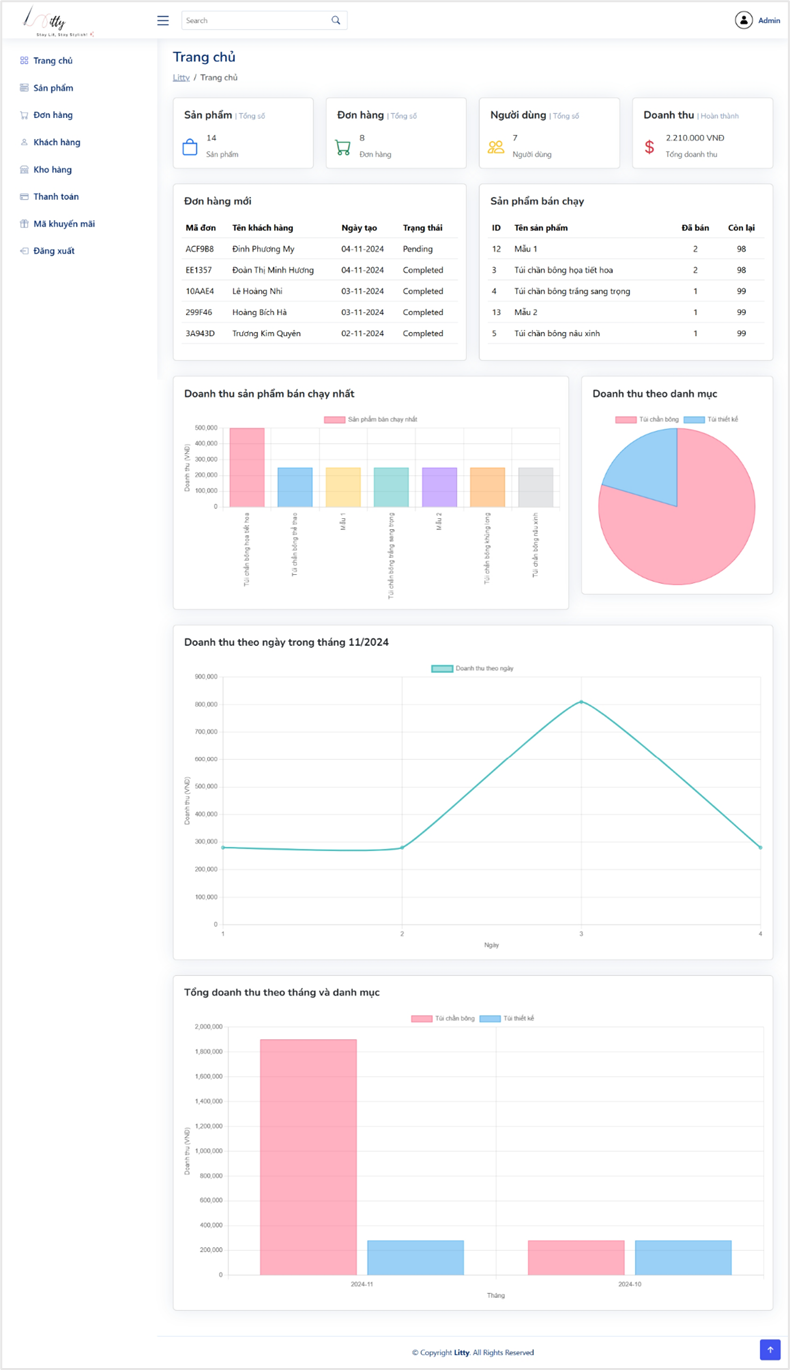 Litty
Stay Lit, Stay Stylish!
Search
Admin
Trang chủ
Sản phẩm
Đơn hàng
Khách hàng
Kho hàng
Thanh toán
Mã khuyến mãi
Đăng xuất
Trang chủ
Litty / Trang chủ
Sản phẩm | Tổng số
14
Sản phẩm
Đơn hàng | Tổng số
8
Đơn hàng
Người dùng | Tổng số
7
Người dùng
Doanh thu | Hoàn thành
2.210.000 VNĐ
Tổng doanh thu
Đơn hàng mới
Mã đơn Tên khách hàng Ngày tạo Trạng thái
ACF9B8 Đinh Phương My 04-11-2024 Pending
EE1357 Đoàn Thị Minh Hương 04-11-2024 Completed
10AAE4 Lê Hoàng Nhi 03-11-2024 Completed
299F46 Hoàng Bích Hà 03-11-2024 Completed
3A943D Trương Kim Quyên 02-11-2024 Completed
Sản phẩm bán chạy
ID Tên sản phẩm Đã bán Còn lại
12 Mẫu 1 2 98
3 Túi chần bông họa tiết hoa 2 98
4 Túi chần bông trắng sang trọng 1 99
13 Mẫu 2 1 99
5 Túi chần bông nâu xinh 1 99
Doanh thu sản phẩm bán chạy nhất
Sản phẩm bán chạy nhất
Doanh thu (VND)
500,000
400,000
300,000
200,000
100,000
0
Túi chần bông họa tiết hoa
Túi chần bông thể thao
Mẫu 1
Túi chần bông trắng sang trọng
Mẫu 2
Túi chần bông khủng long
Túi chần bông nâu xinh
Doanh thu theo danh mục
Túi chần bông Túi thiết kế
Doanh thu theo ngày trong tháng 11/2024
Doanh thu theo ngày
Doanh thu (VND)
900,000
800,000
700,000
600,000
500,000
400,000
300,000
200,000
100,000
0
1 2 3 4
Ngày
Tổng doanh thu theo tháng và danh mục
Túi chần bông Túi thiết kế
Doanh thu (VND)
2,000,000
1,800,000
1,600,000
1,400,000
1,200,000
1,000,000
800,000
600,000
400,000
200,000
0
2024-11 2024-10
Tháng
© Copyright Litty. All Rights Reserved